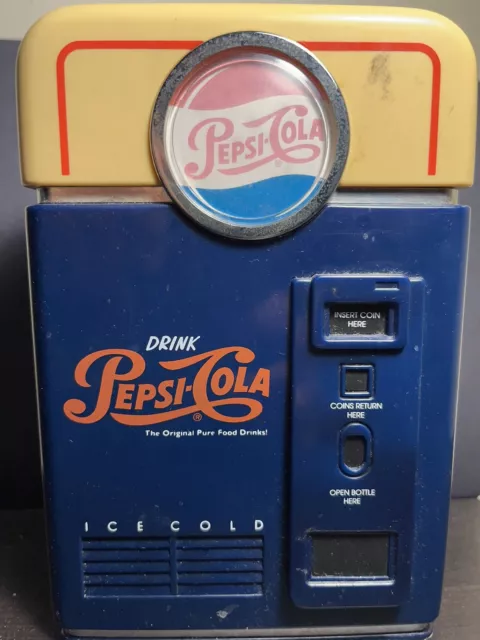 PEPSI-COLA
INSERT COIN
HERE
DRINK
PEPSI-COLA ®
The Original Pure Food Drinks!
COINS RETURN
HERE
OPEN BOTTLE
HERE
ICE COLD